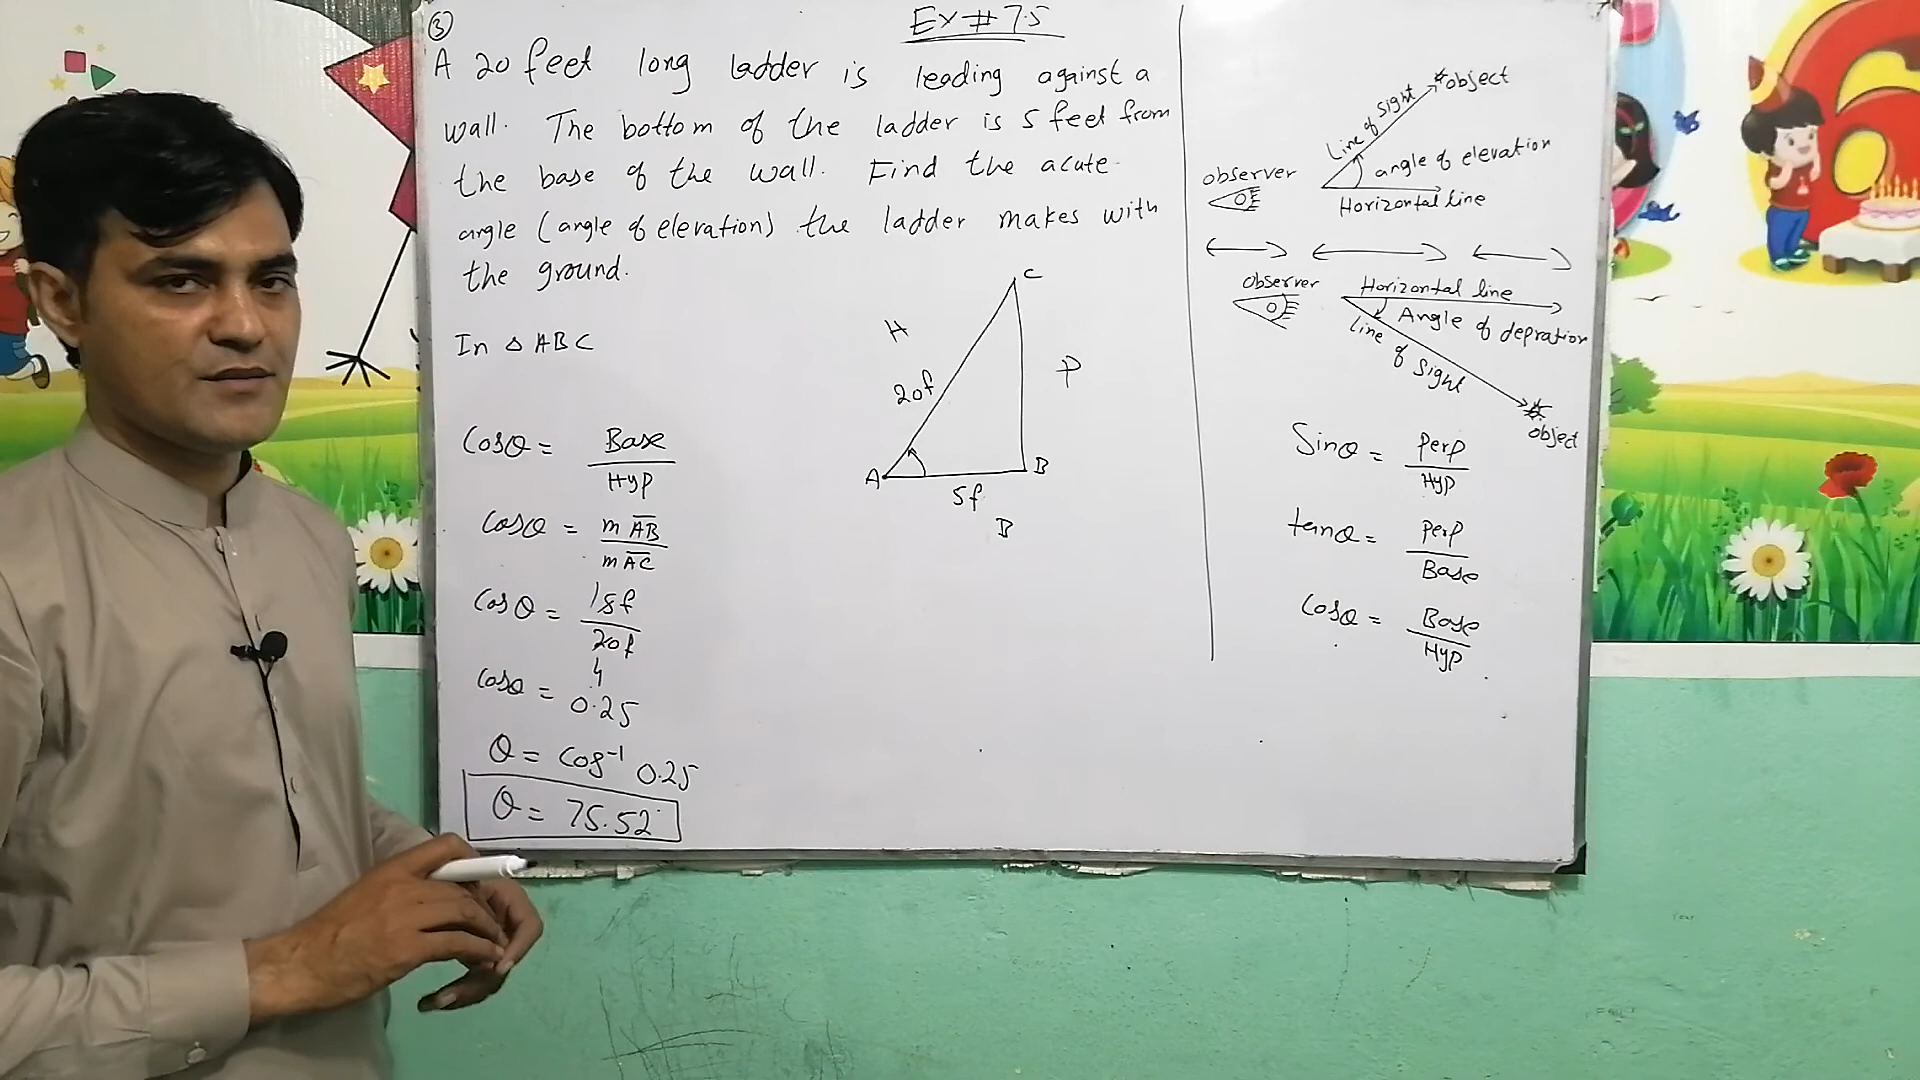 ③
Ex # 7.5
A 20 feet long ladder is leading against a
wall. The bottom of the ladder is 5 feet from
the base of the wall. Find the acute
angle (angle of elevation) the ladder makes with
the ground.
In △ ABC
Cosθ = Base / Hyp
Cosθ = m AB / m AC
Cosθ = 5f / 20f
4
Cosθ = 0.25
θ = Cos⁻¹ 0.25
θ = 75.52°
C
H
20f
P
A
B
5f
B
object
Line of Sight
angle of elevation
observer
Horizontal line
observer
Horizontal line
Angle of depration
Line of Sight
object
Sinθ = Perp / Hyp
tanθ = Perp / Base
Cosθ = Base / Hyp